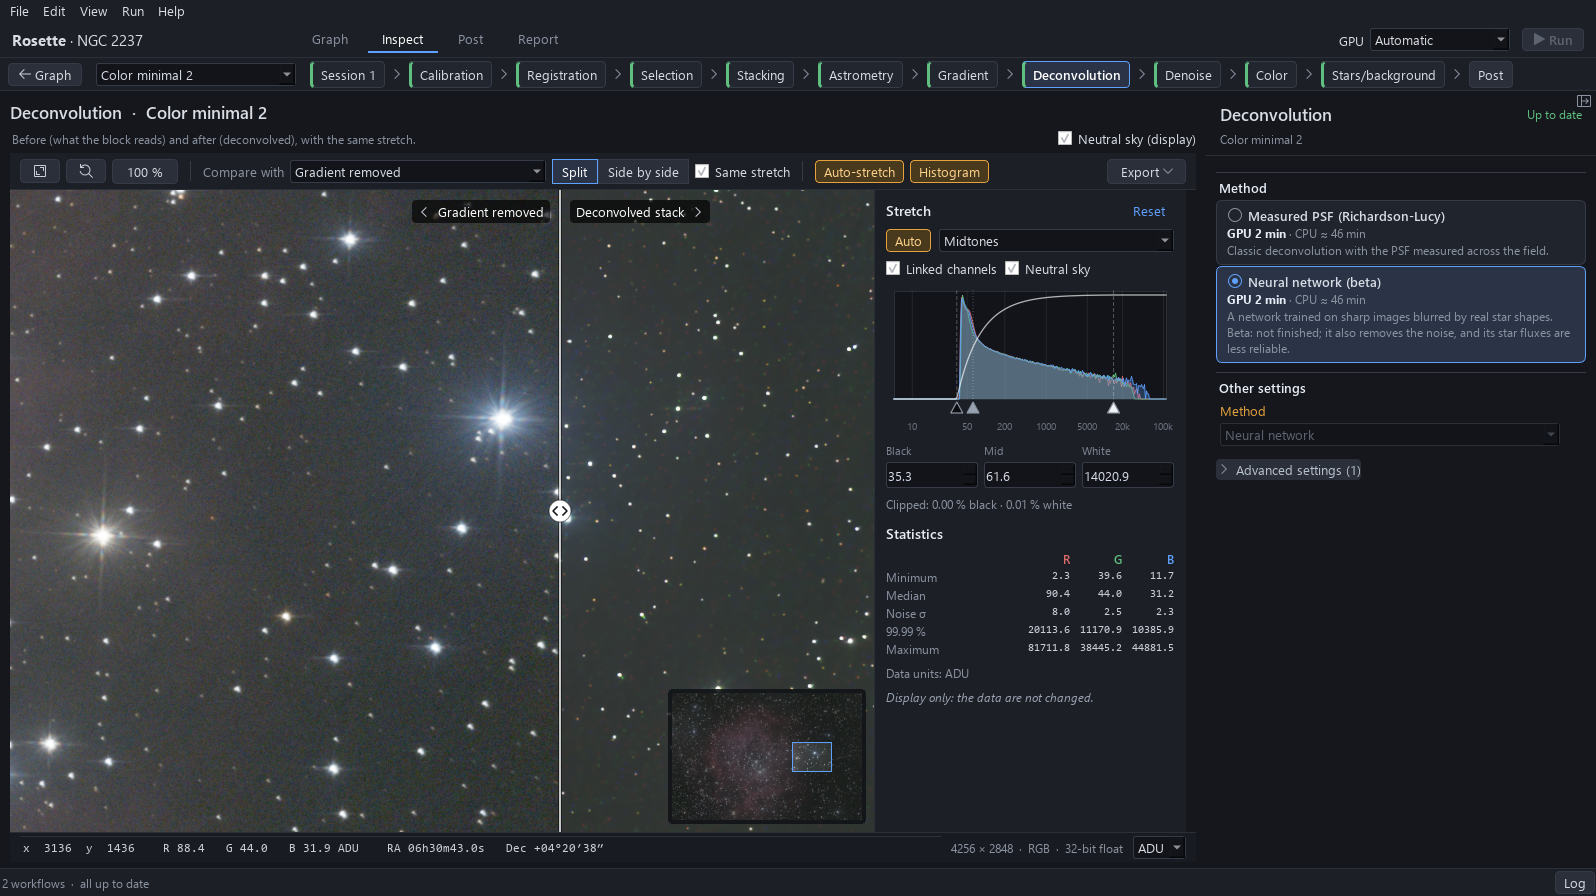 File Edit View Run Help
Rosette · NGC 2237
Graph Inspect Post Report
GPU Automatic Run
Graph Color minimal 2 Session 1 Calibration Registration Selection Stacking Astrometry Gradient Deconvolution Denoise Color Stars/background Post
Deconvolution · Color minimal 2
Before (what the block reads) and after (deconvolved), with the same stretch.
Neutral sky (display)
100 % Compare with Gradient removed Split Side by side Same stretch Auto-stretch Histogram Export
Gradient removed
Deconvolved stack
Stretch Reset
Auto Midtones
Linked channels Neutral sky
10 50 200 1000 5000 20k 100k
Black Mid White
35.3 61.6 14020.9
Clipped: 0.00 % black · 0.01 % white
Statistics
R G B
Minimum 2.3 39.6 11.7
Median 90.4 44.0 31.2
Noise σ 8.0 2.5 2.3
99.99 % 20113.6 11170.9 10385.9
Maximum 81711.8 38445.2 44881.5
Data units: ADU
Display only: the data are not changed.
x 3136 y 1436 R 88.4 G 44.0 B 31.9 ADU RA 06h30m43.0s Dec +04°20′38″
4256 × 2848 · RGB · 32-bit float ADU
Deconvolution Up to date
Color minimal 2
Method
Measured PSF (Richardson-Lucy)
GPU 2 min · CPU ≈ 46 min
Classic deconvolution with the PSF measured across the field.
Neural network (beta)
GPU 2 min · CPU ≈ 46 min
A network trained on sharp images blurred by real star shapes.
Beta: not finished; it also removes the noise, and its star fluxes are
less reliable.
Other settings
Method
Neural network
Advanced settings (1)
2 workflows · all up to date
Log